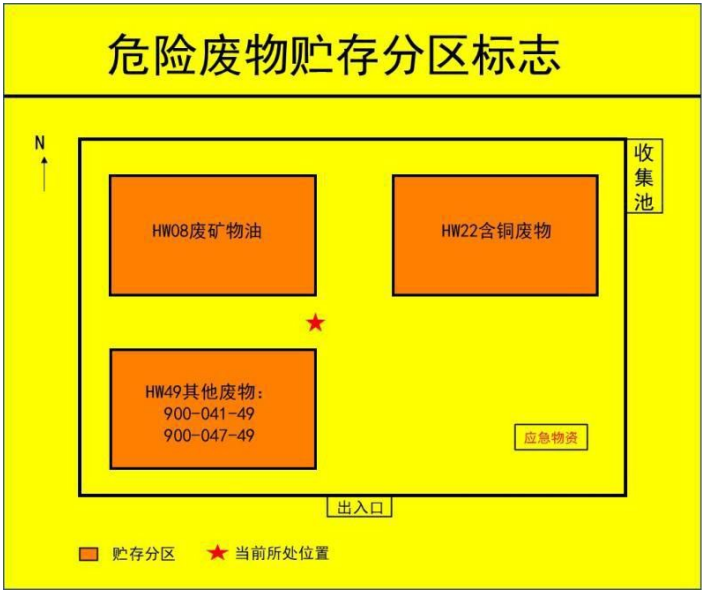 危险废物贮存分区标志
N
收集池
HW08废矿物油
HW22含铜废物
HW49其他废物：
900-041-49
900-047-49
应急物资
出入口
贮存分区
当前所处位置